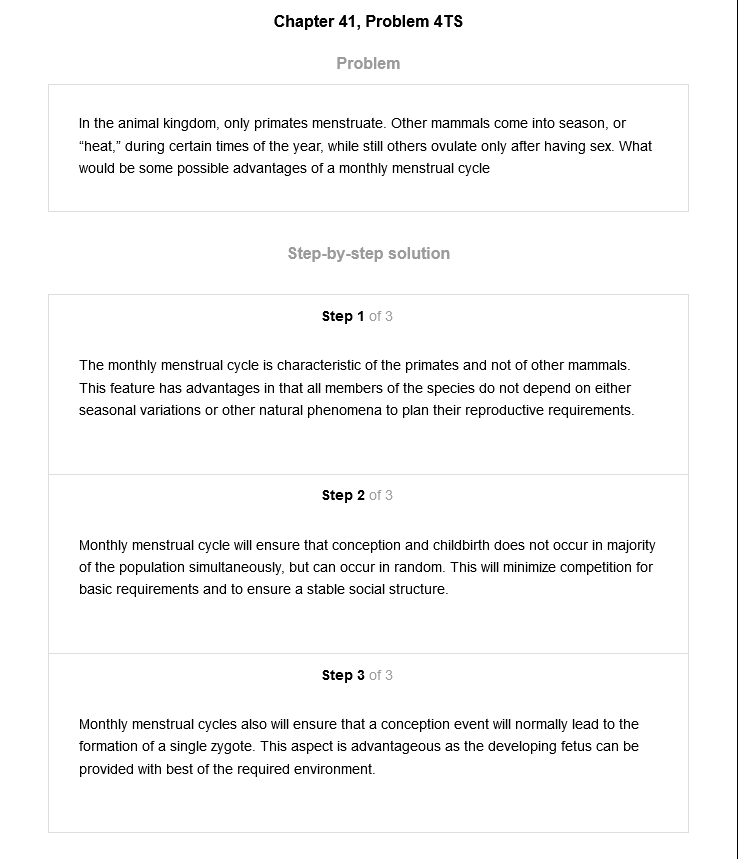 Chapter 41, Problem 4TS
Problem
In the animal kingdom, only primates menstruate. Other mammals come into season, or
“heat,” during certain times of the year, while still others ovulate only after having sex. What
would be some possible advantages of a monthly menstrual cycle
Step-by-step solution
Step 1 of 3
The monthly menstrual cycle is characteristic of the primates and not of other mammals.
This feature has advantages in that all members of the species do not depend on either
seasonal variations or other natural phenomena to plan their reproductive requirements.
Step 2 of 3
Monthly menstrual cycle will ensure that conception and childbirth does not occur in majority
of the population simultaneously, but can occur in random. This will minimize competition for
basic requirements and to ensure a stable social structure.
Step 3 of 3
Monthly menstrual cycles also will ensure that a conception event will normally lead to the
formation of a single zygote. This aspect is advantageous as the developing fetus can be
provided with best of the required environment.